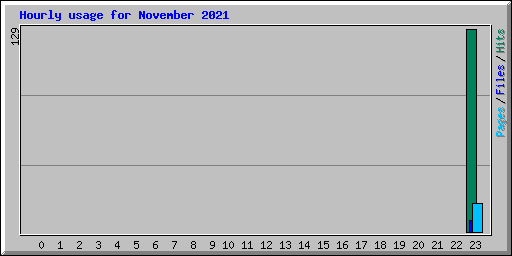 Hourly usage for November 2021
129
Pages/Files/Hits
0 1 2 3 4 5 6 7 8 9 10 11 12 13 14 15 16 17 18 19 20 21 22 23